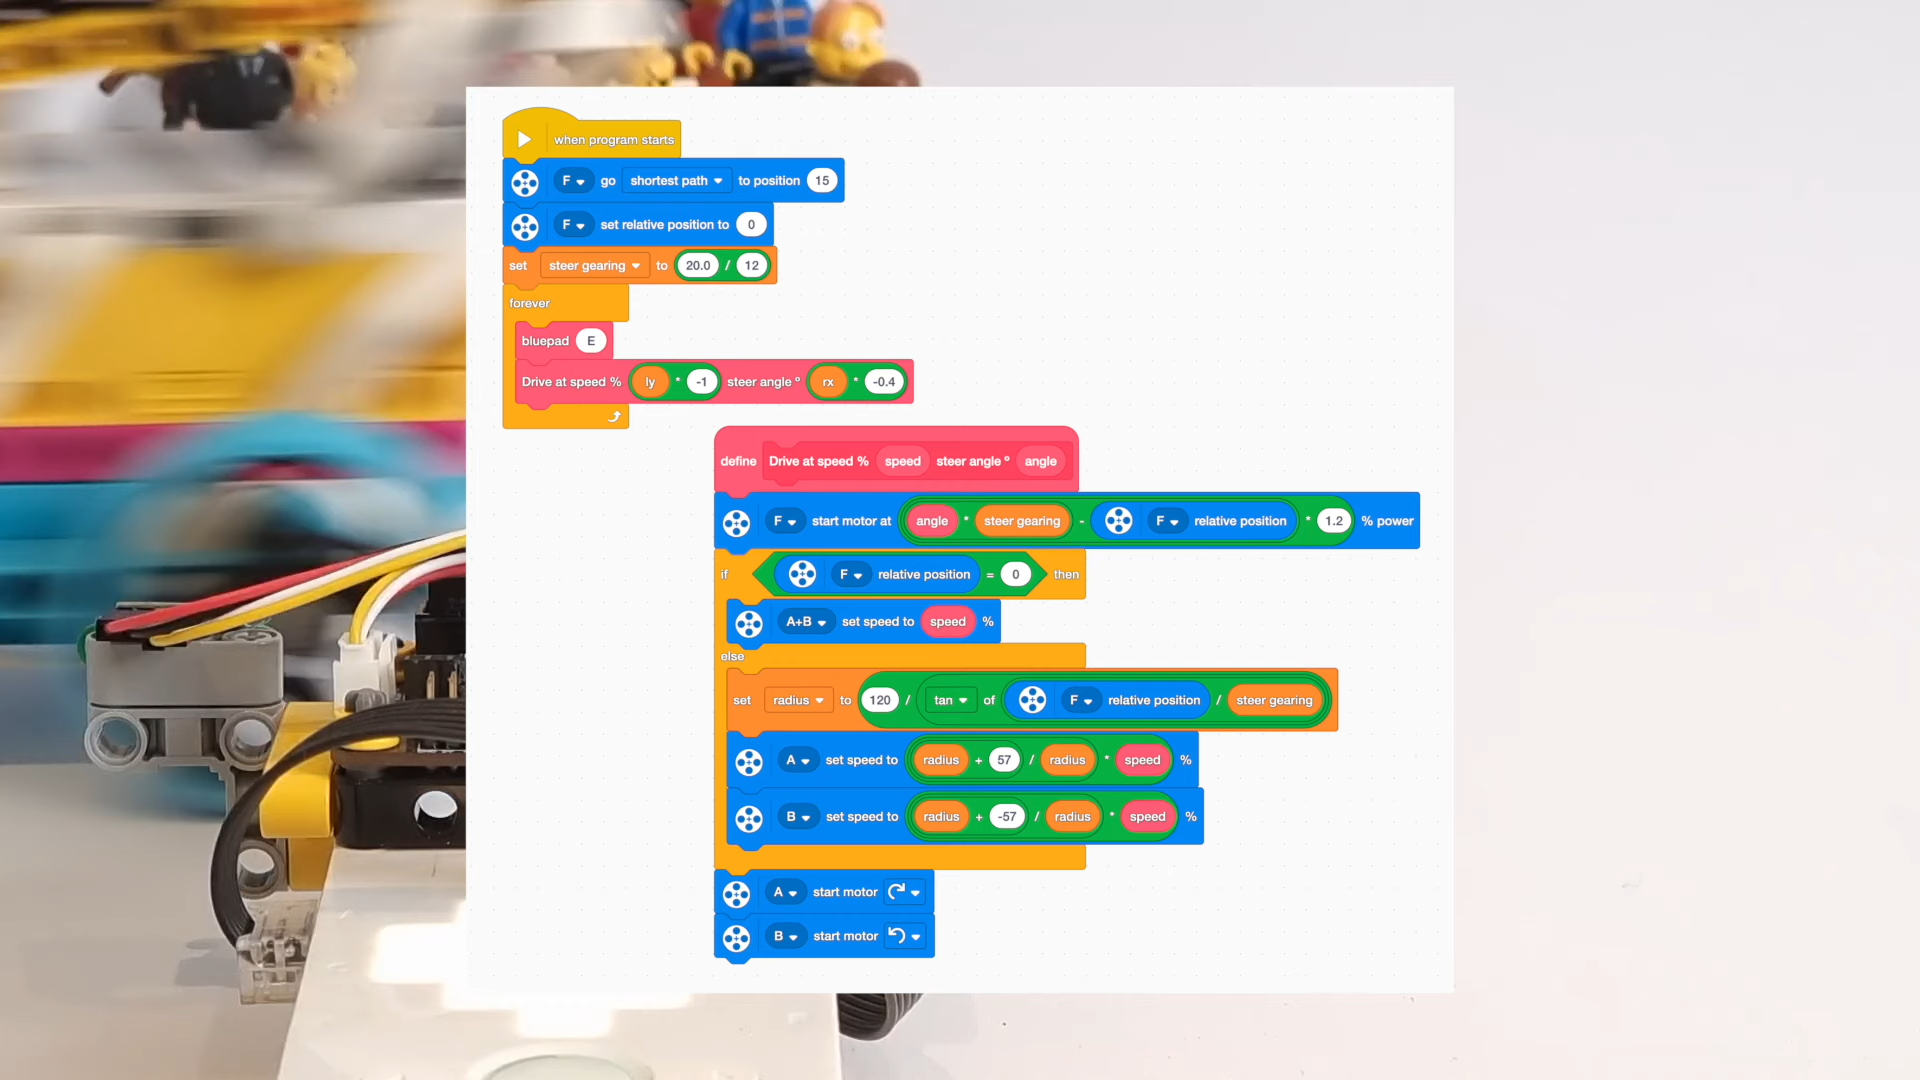 when program starts
F go shortest path to position 15
F set relative position to 0
set steer gearing to 20.0 / 12
forever
bluepad E
Drive at speed % ly * -1 steer angle ° rx * -0.4
define Drive at speed % speed steer angle ° angle
F start motor at angle * steer gearing - F relative position * 1.2 % power
if F relative position = 0 then
A+B set speed to speed %
else
set radius to 120 / tan of F relative position / steer gearing
A set speed to radius + 57 / radius * speed %
B set speed to radius + -57 / radius * speed %
A start motor
B start motor